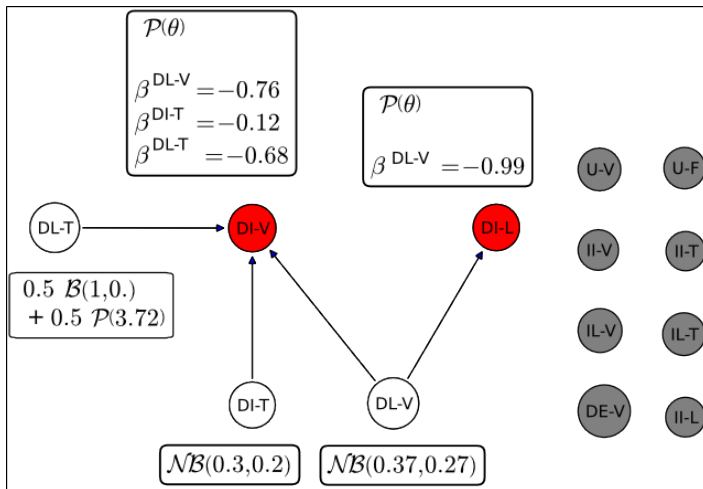 P(θ)
β^DL-V =−0.76
β^DI-T =−0.12
β^DL-T =−0.68
P(θ)
β^DL-V =−0.99
U-V
U-F
DL-T
DI-V
DI-L
II-V
II-T
0.5 B(1,0.)
+ 0.5 P(3.72)
IL-V
IL-T
DI-T
DL-V
DE-V
II-L
NB(0.3,0.2)
NB(0.37,0.27)